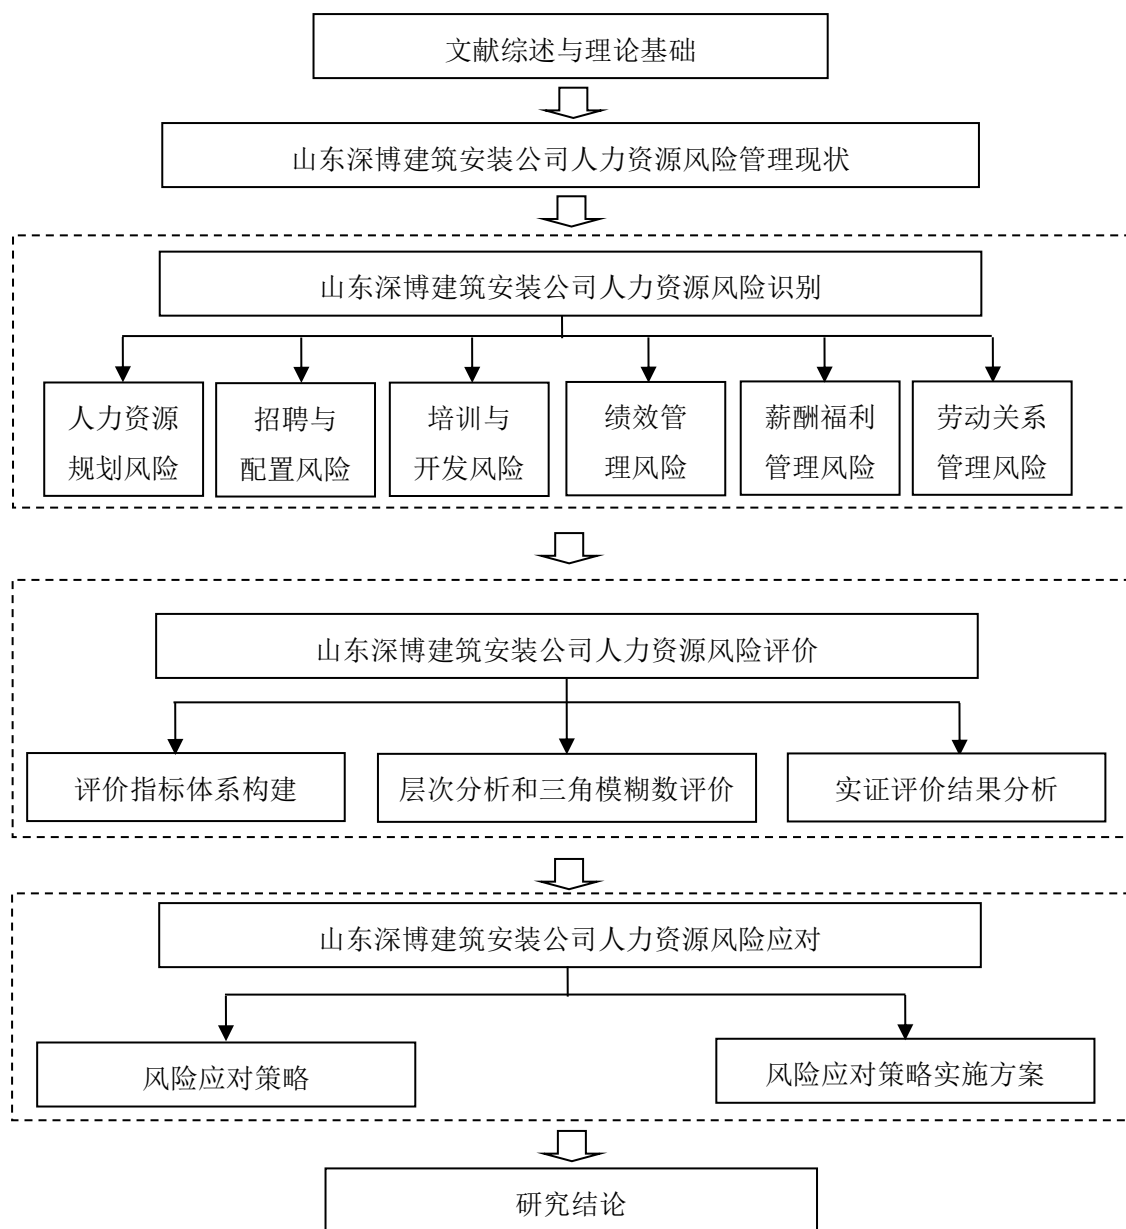 文献综述与理论基础
山东深博建筑安装公司人力资源风险管理现状
山东深博建筑安装公司人力资源风险识别
人力资源
规划风险
招聘与
配置风险
培训与
开发风险
绩效管
理风险
薪酬福利
管理风险
劳动关系
管理风险
山东深博建筑安装公司人力资源风险评价
评价指标体系构建
层次分析和三角模糊数评价
实证评价结果分析
山东深博建筑安装公司人力资源风险应对
风险应对策略
风险应对策略实施方案
研究结论